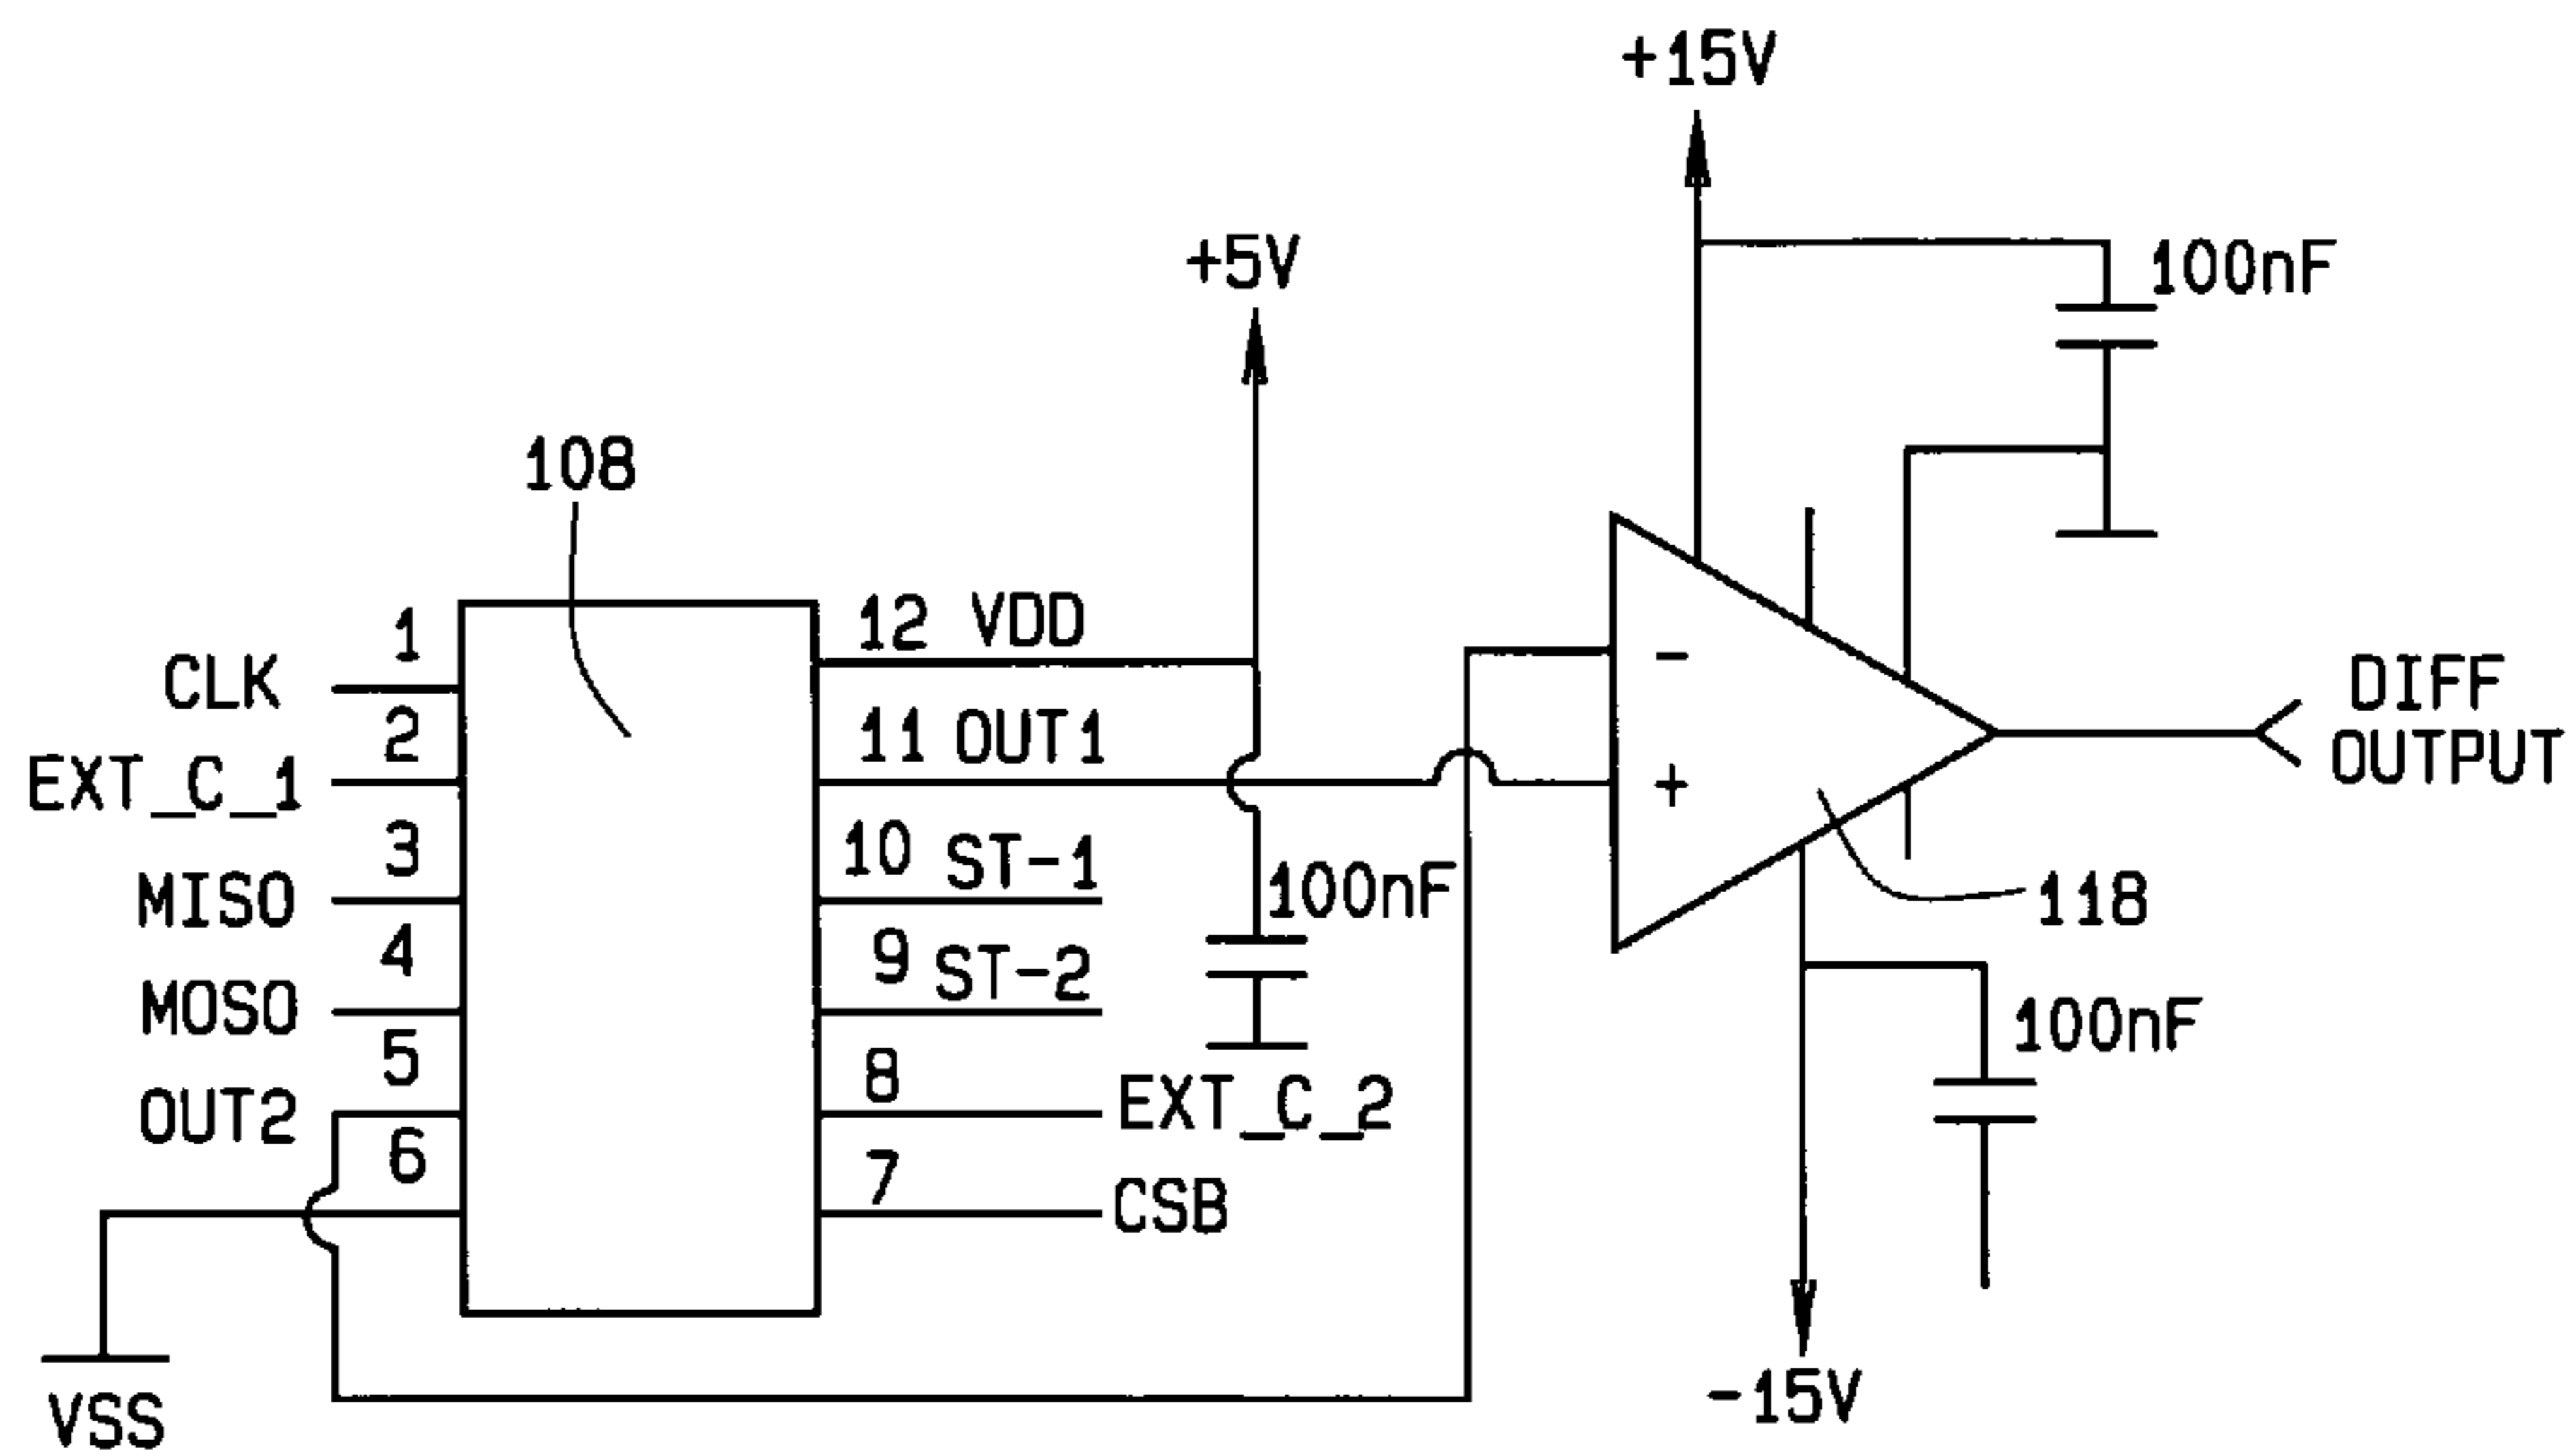 +15V
100nF
+5V
108
1
CLK
2
EXT_C_1
3
MISO
4
MOSO
5
OUT2
6
VSS
12 VDD
11 OUT1
10 ST-1
9 ST-2
8
EXT_C_2
7
CSB
100nF
-
+
DIFF
OUTPUT
118
100nF
-15V